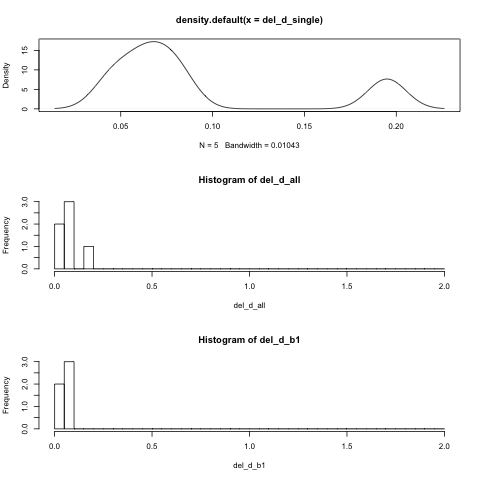 density.default(x = del_d_single)
Density
0 5 10 15
0.05 0.10 0.15 0.20
N = 5 Bandwidth = 0.01043
Histogram of del_d_all
Frequency
0.0 1.0 2.0 3.0
0.0 0.5 1.0 1.5 2.0
del_d_all
Histogram of del_d_b1
Frequency
0.0 1.0 2.0 3.0
0.0 0.5 1.0 1.5 2.0
del_d_b1